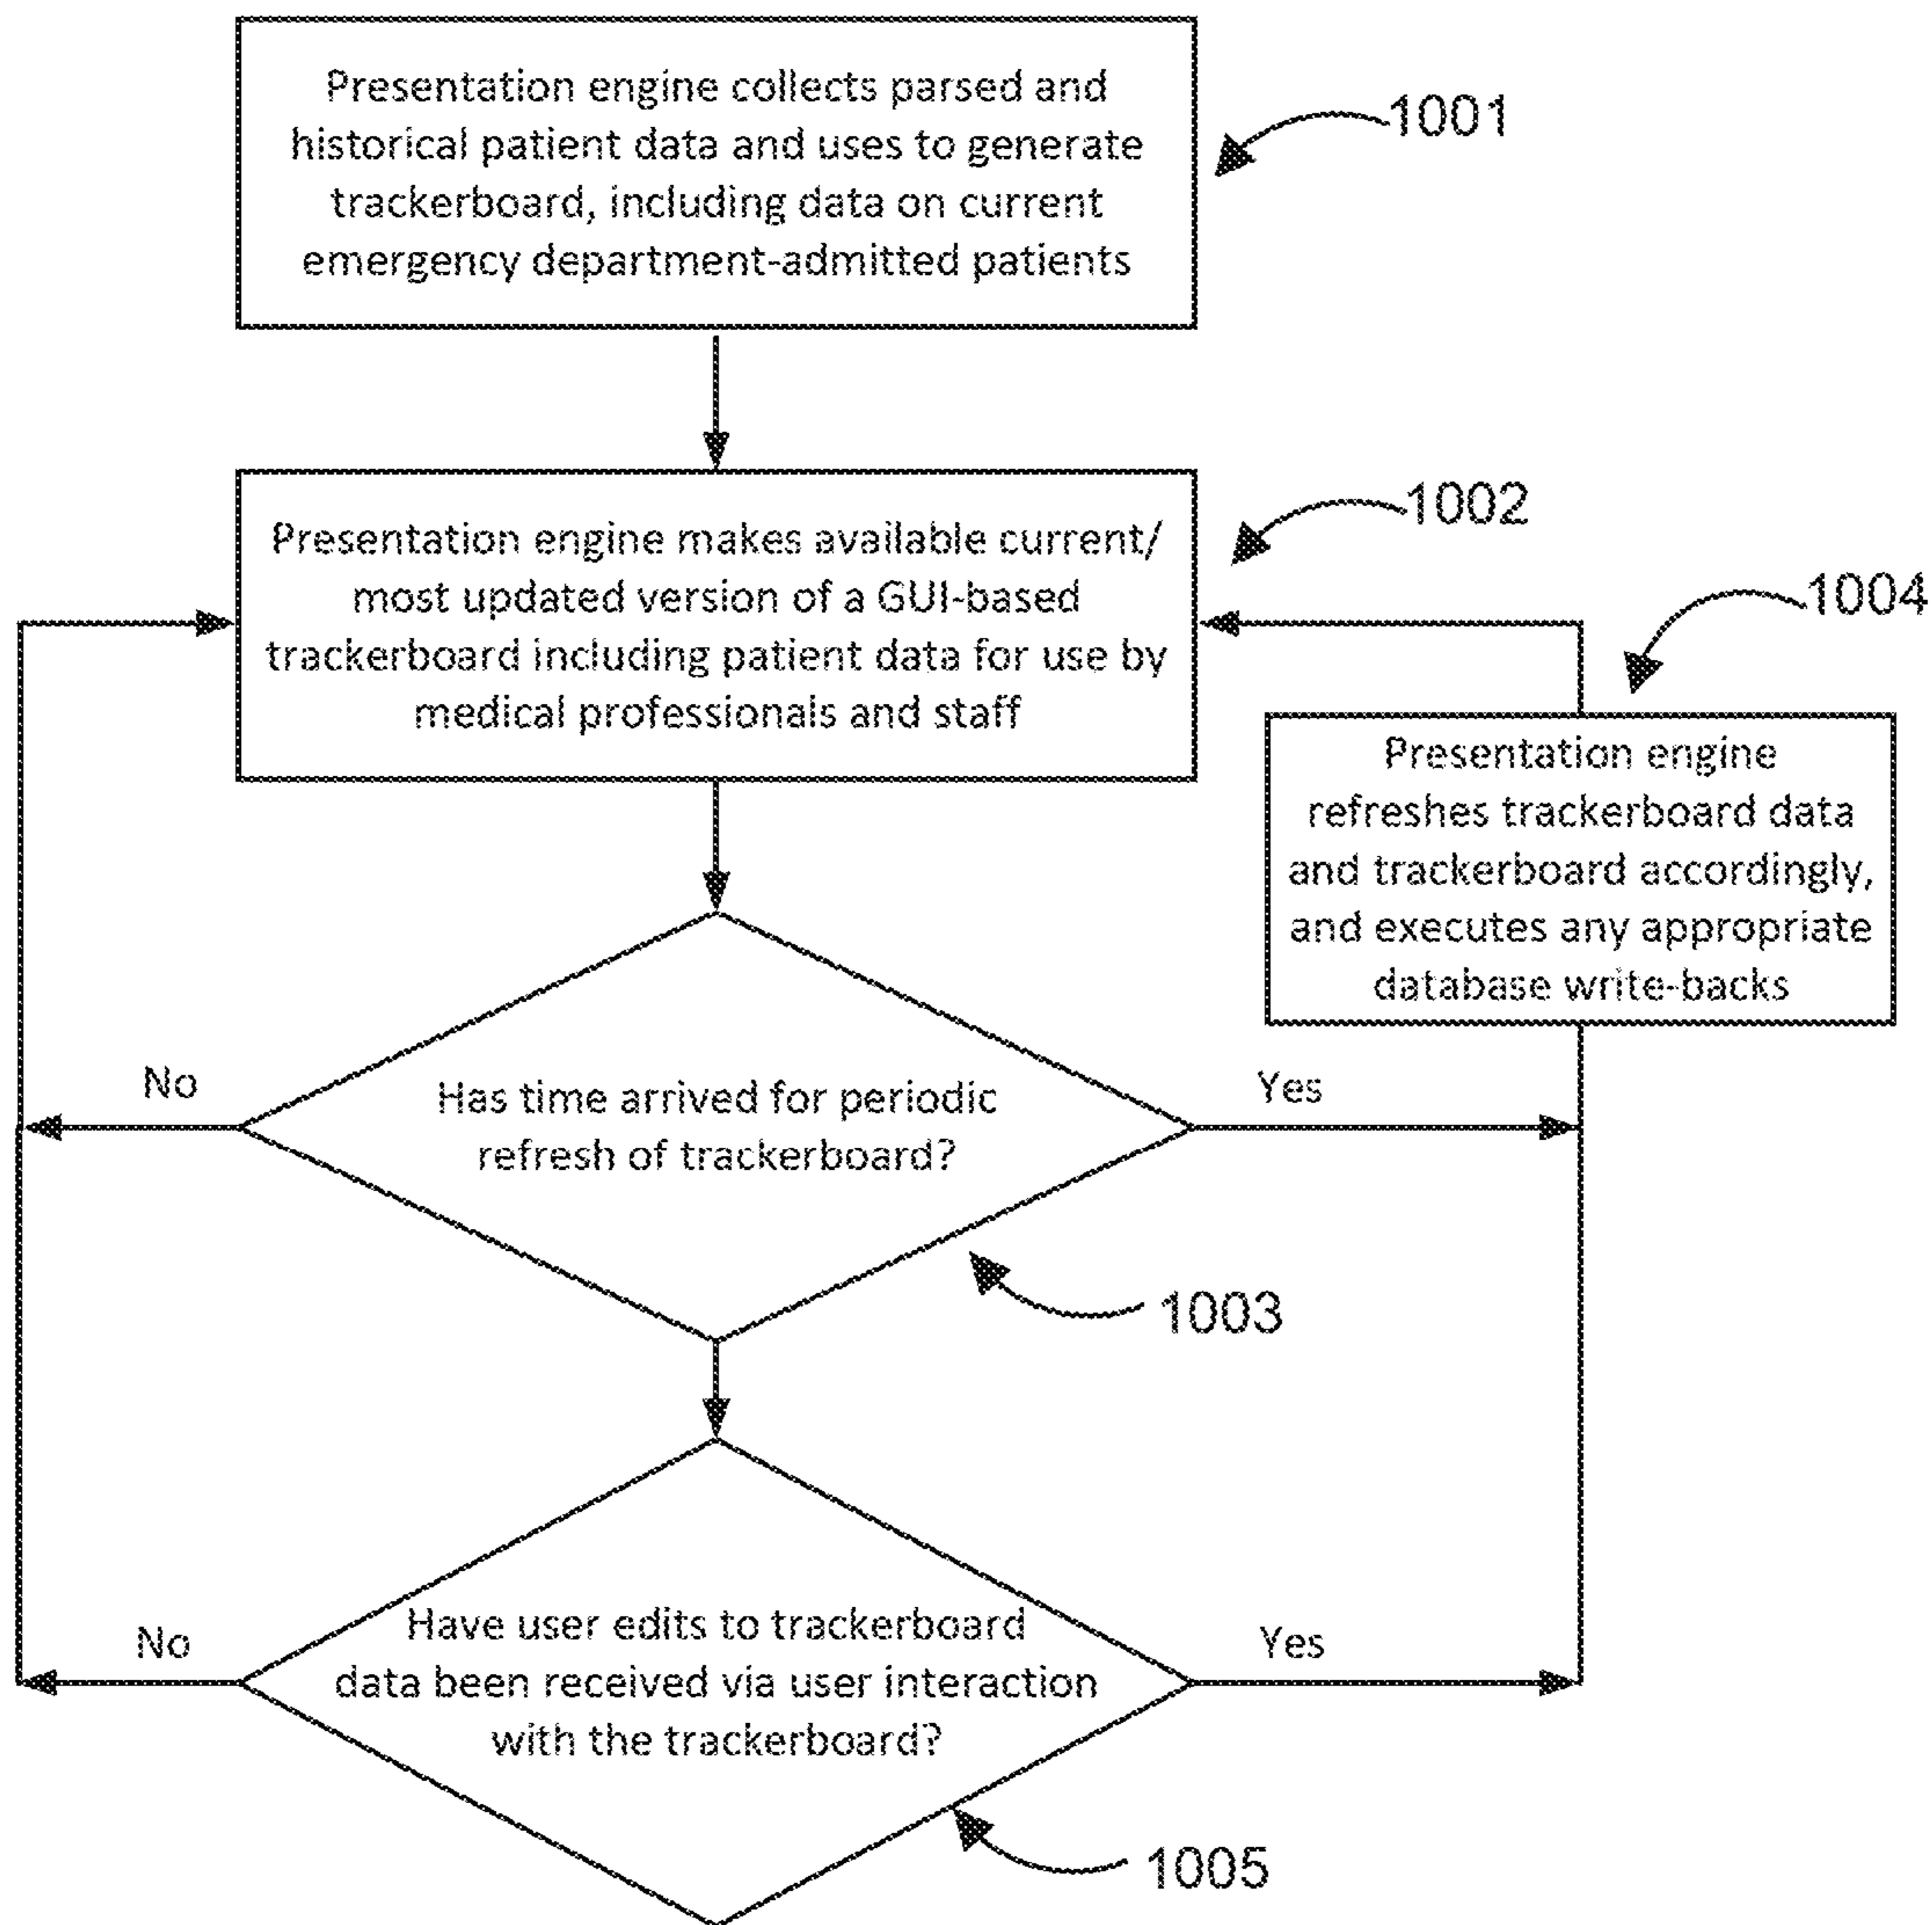 Presentation engine collects parsed and
historical patient data and uses to generate
trackerboard, including data on current
emergency department-admitted patients
1001
Presentation engine makes available current/
most updated version of a GUI-based
trackerboard including patient data for use by
medical professionals and staff
1002
1004
Presentation engine
refreshes trackerboard data
and trackerboard accordingly,
and executes any appropriate
database write-backs
No
Has time arrived for periodic
refresh of trackerboard?
Yes
1003
No
Have user edits to trackerboard
data been received via user interaction
with the trackerboard?
Yes
1005